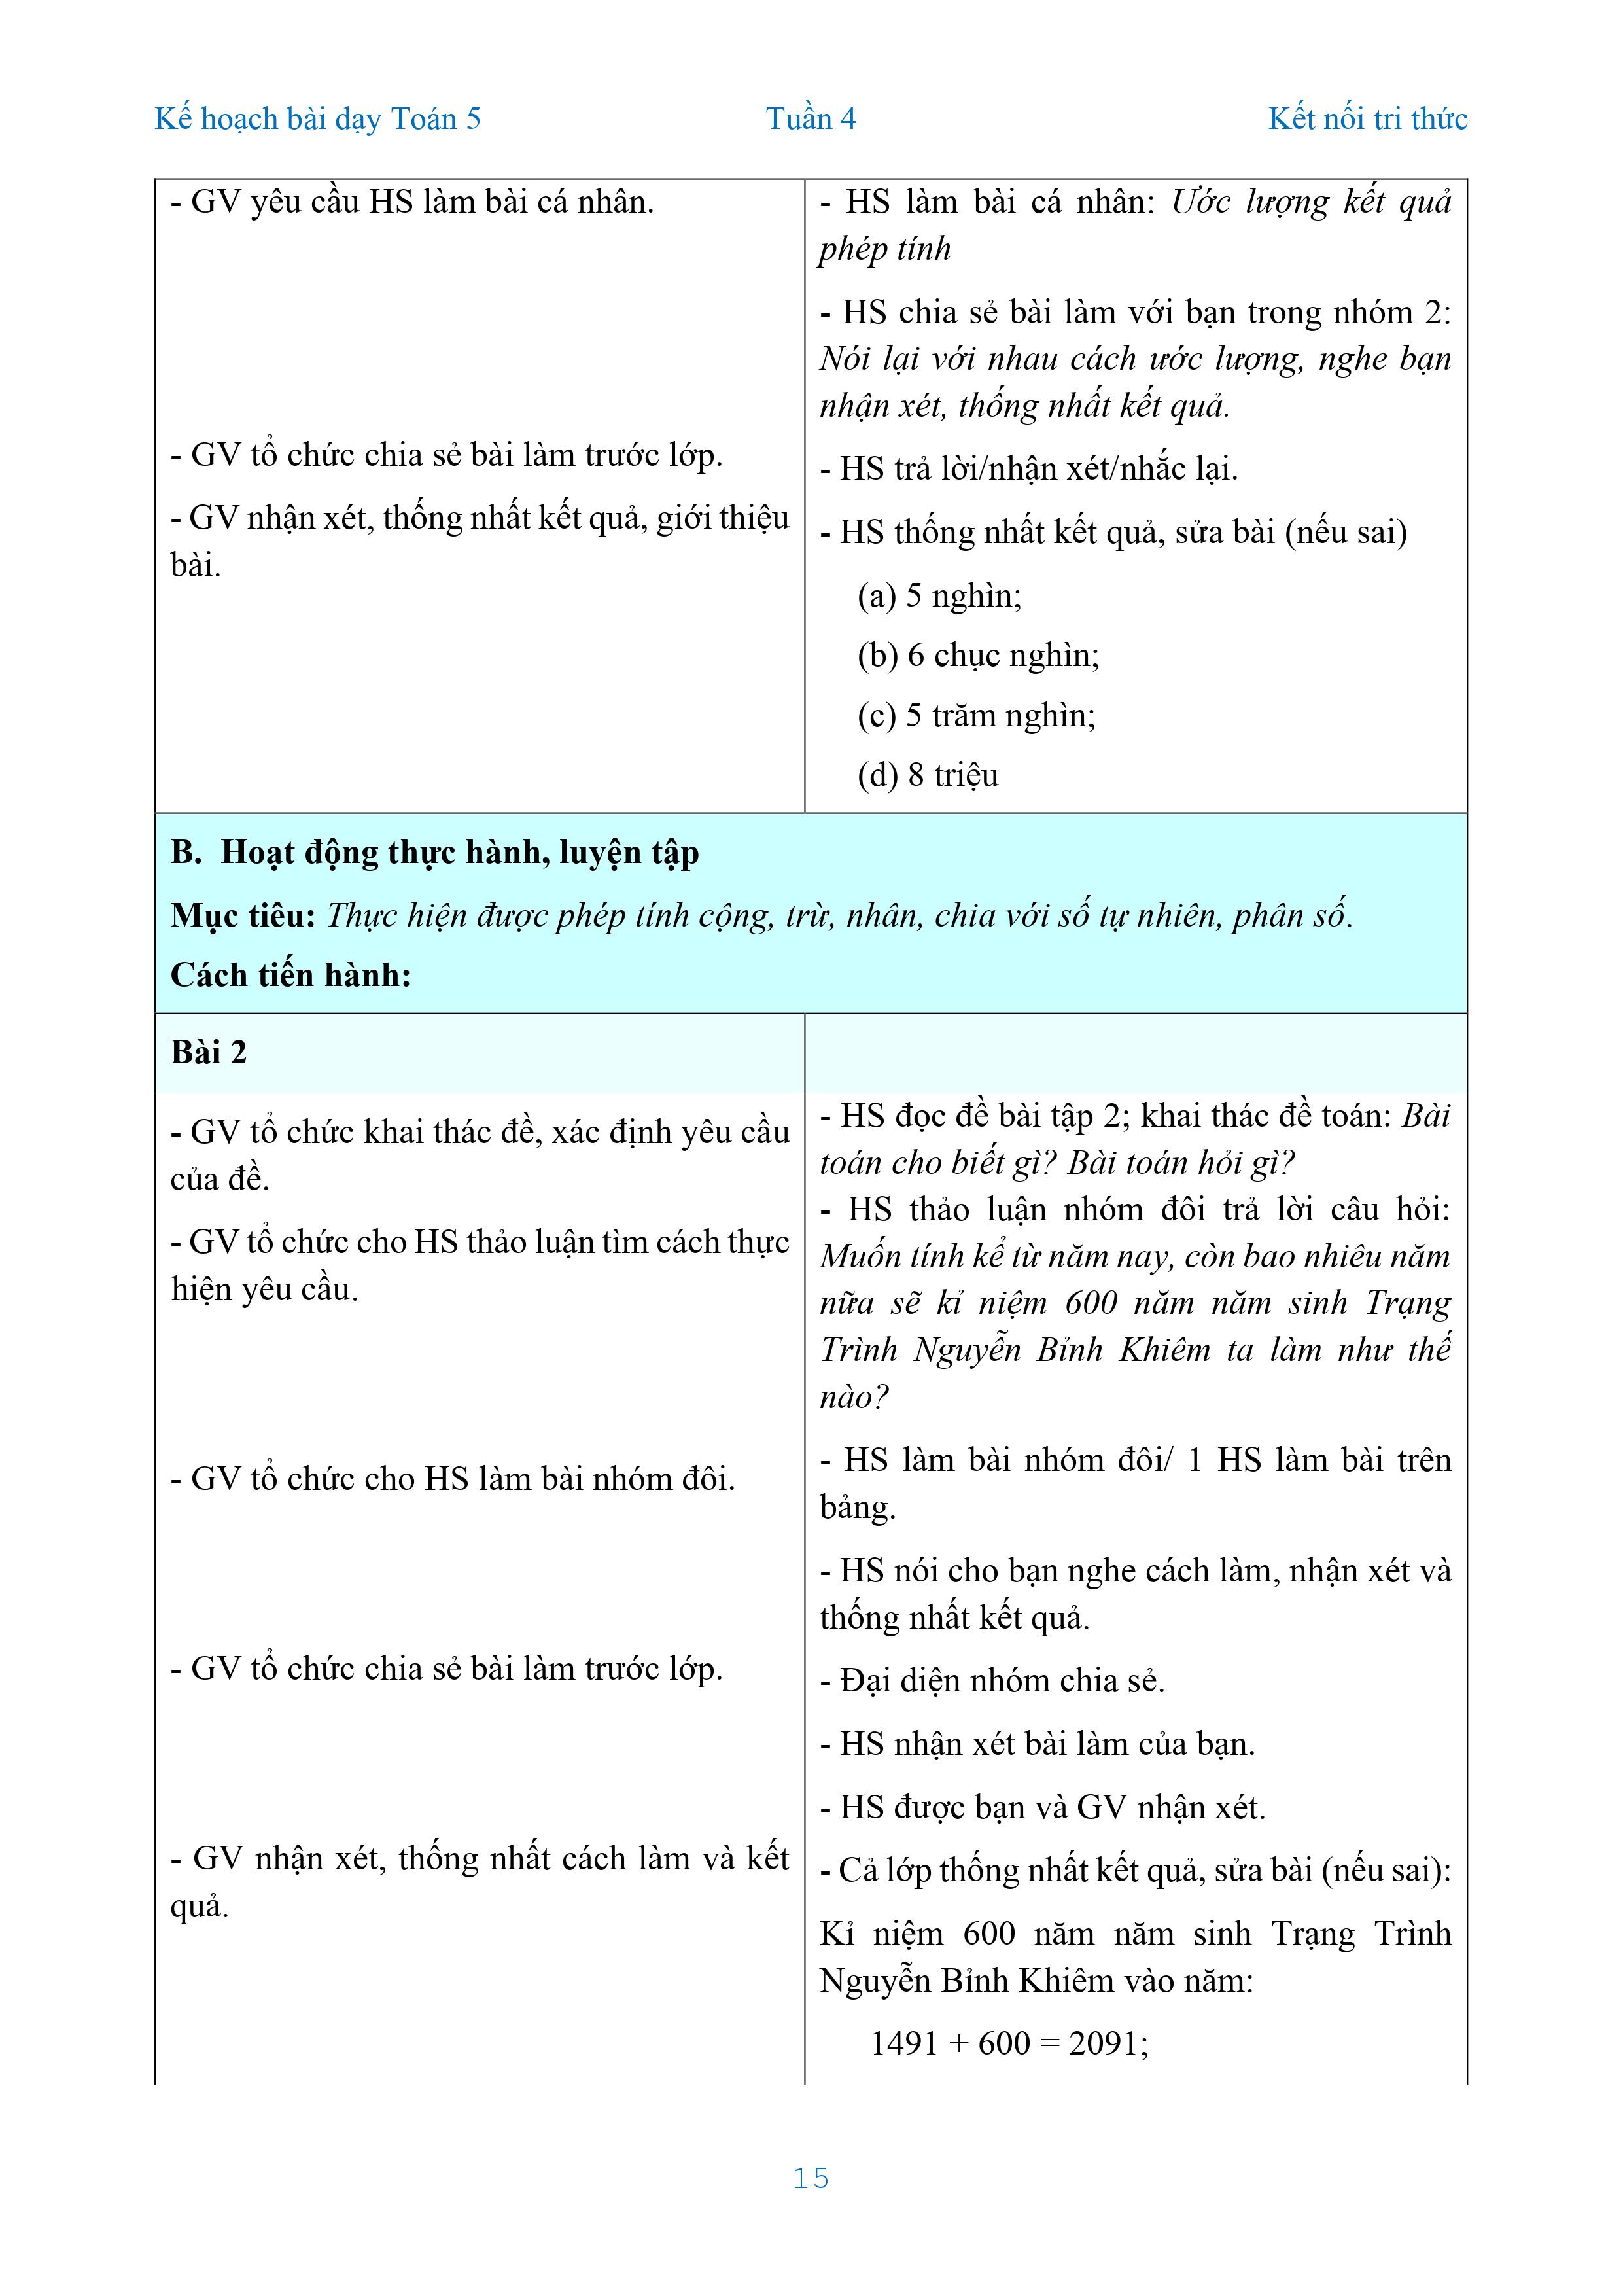 Kế hoạch bài dạy Toán 5 Tuần 4 Kết nối tri thức
- GV yêu cầu HS làm bài cá nhân.
- GV tổ chức chia sẻ bài làm trước lớp.
- GV nhận xét, thống nhất kết quả, giới thiệu
bài.
- HS làm bài cá nhân: Ước lượng kết quả
phép tính
- HS chia sẻ bài làm với bạn trong nhóm 2:
Nói lại với nhau cách ước lượng, nghe bạn
nhận xét, thống nhất kết quả.
- HS trả lời/nhận xét/nhắc lại.
- HS thống nhất kết quả, sửa bài (nếu sai)
(a) 5 nghìn;
(b) 6 chục nghìn;
(c) 5 trăm nghìn;
(d) 8 triệu
B. Hoạt động thực hành, luyện tập
Mục tiêu: Thực hiện được phép tính cộng, trừ, nhân, chia với số tự nhiên, phân số.
Cách tiến hành:
Bài 2
- GV tổ chức khai thác đề, xác định yêu cầu
của đề.
- GV tổ chức cho HS thảo luận tìm cách thực
hiện yêu cầu.
- GV tổ chức cho HS làm bài nhóm đôi.
- GV tổ chức chia sẻ bài làm trước lớp.
- GV nhận xét, thống nhất cách làm và kết
quả.
- HS đọc đề bài tập 2; khai thác đề toán: Bài
toán cho biết gì? Bài toán hỏi gì?
- HS thảo luận nhóm đôi trả lời câu hỏi:
Muốn tính kể từ năm nay, còn bao nhiêu năm
nữa sẽ kỉ niệm 600 năm năm sinh Trạng
Trình Nguyễn Bỉnh Khiêm ta làm như thế
nào?
- HS làm bài nhóm đôi/ 1 HS làm bài trên
bảng.
- HS nói cho bạn nghe cách làm, nhận xét và
thống nhất kết quả.
- Đại diện nhóm chia sẻ.
- HS nhận xét bài làm của bạn.
- HS được bạn và GV nhận xét.
- Cả lớp thống nhất kết quả, sửa bài (nếu sai):
Kỉ niệm 600 năm năm sinh Trạng Trình
Nguyễn Bỉnh Khiêm vào năm:
1491 + 600 = 2091;
15